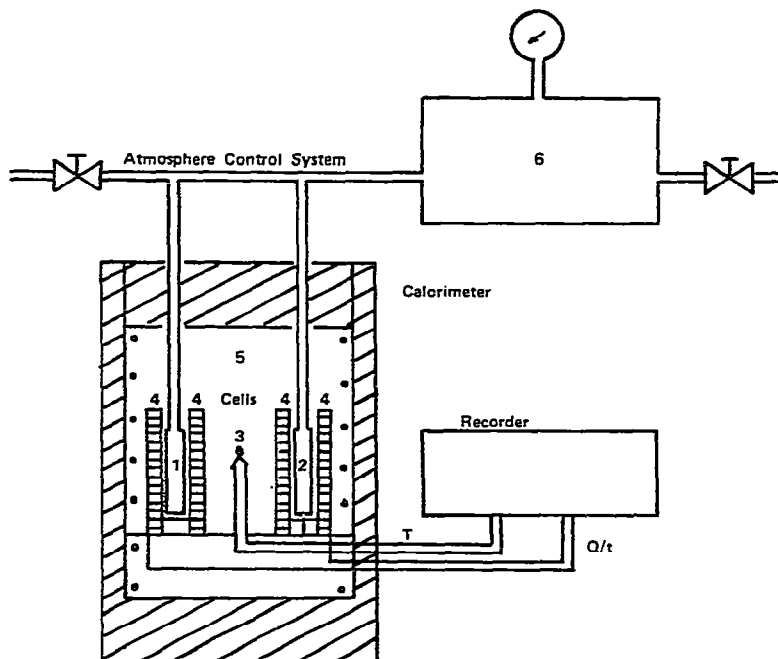 6
Atmosphere Control System
Calorimeter
5
4 4 4 4
Cells
3
1
2
Recorder
T
Q/t